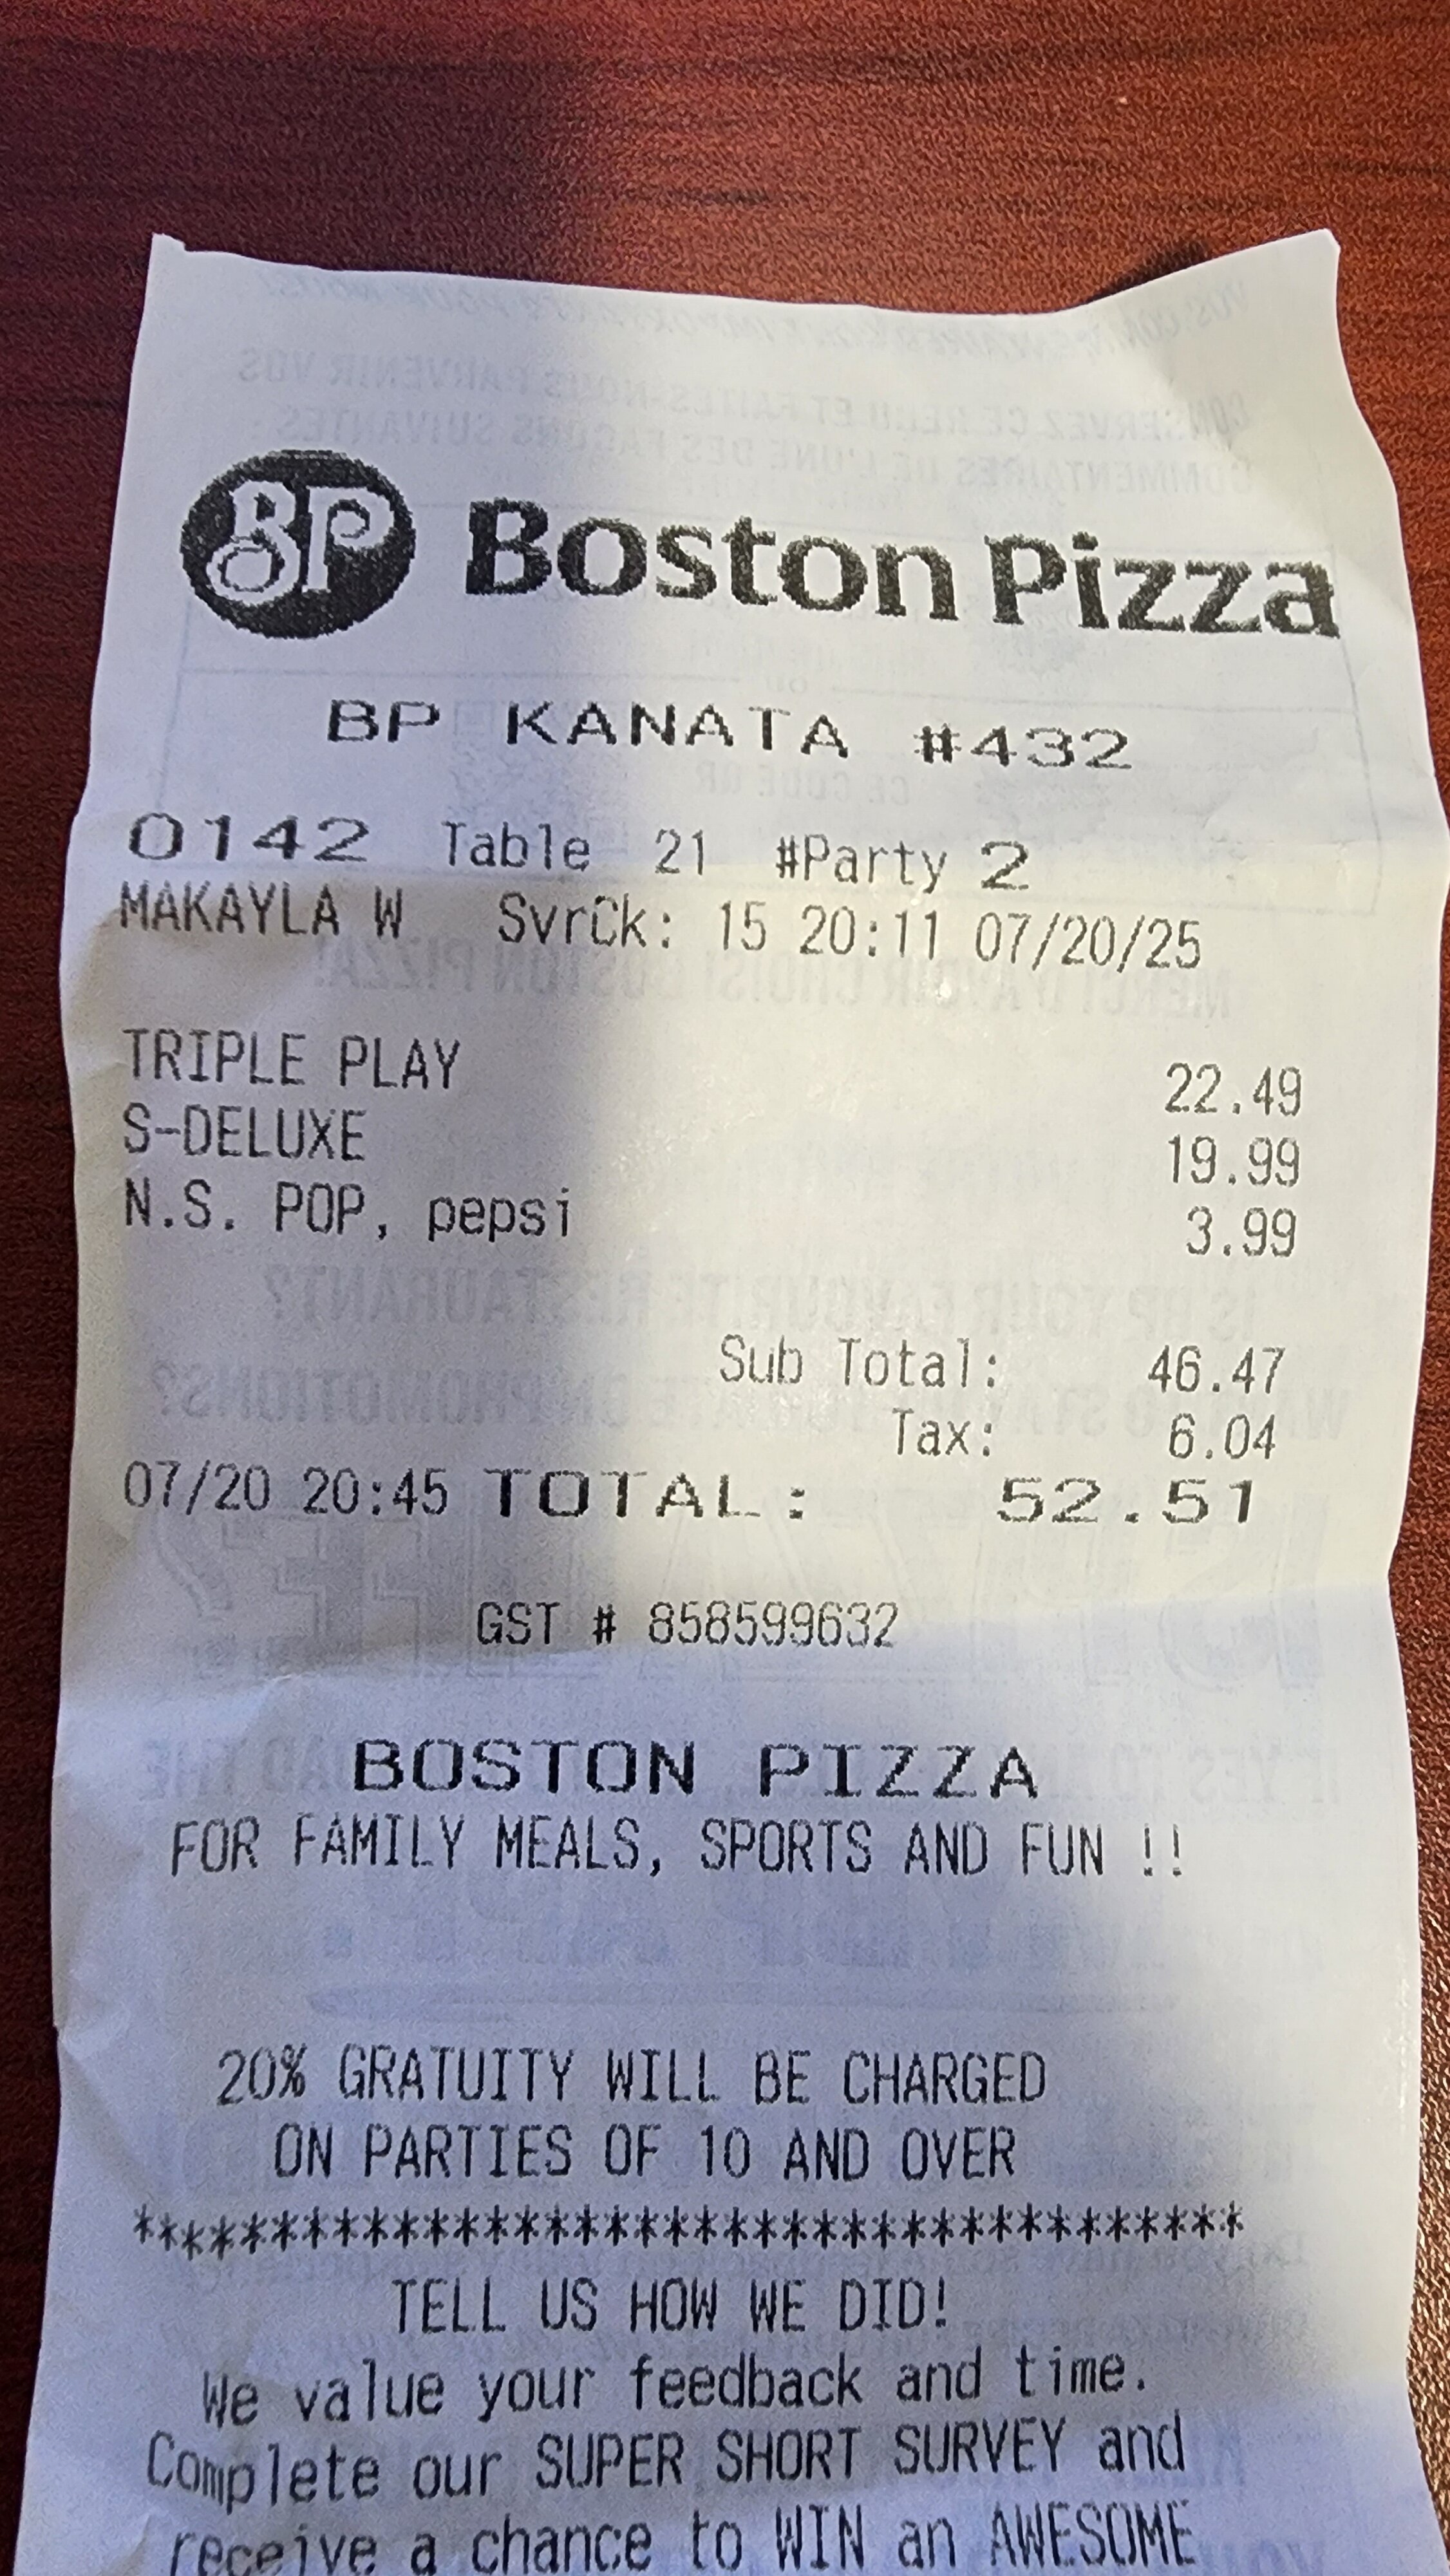 BP Boston Pizza
BP KANATA #432
0142 Table 21 #Party 2
MAKAYLA W SvrCk: 15 20:11 07/20/25
TRIPLE PLAY 22.49
S-DELUXE 19.99
N.S. POP, pepsi 3.99
Sub Total: 46.47
Tax: 6.04
07/20 20:45 TOTAL: 52.51
GST # 858599632
BOSTON PIZZA
FOR FAMILY MEALS, SPORTS AND FUN !!
20% GRATUITY WILL BE CHARGED
ON PARTIES OF 10 AND OVER
*************************************
TELL US HOW WE DID!
We value your feedback and time.
Complete our SUPER SHORT SURVEY and
receive a chance to WIN an AWESOME